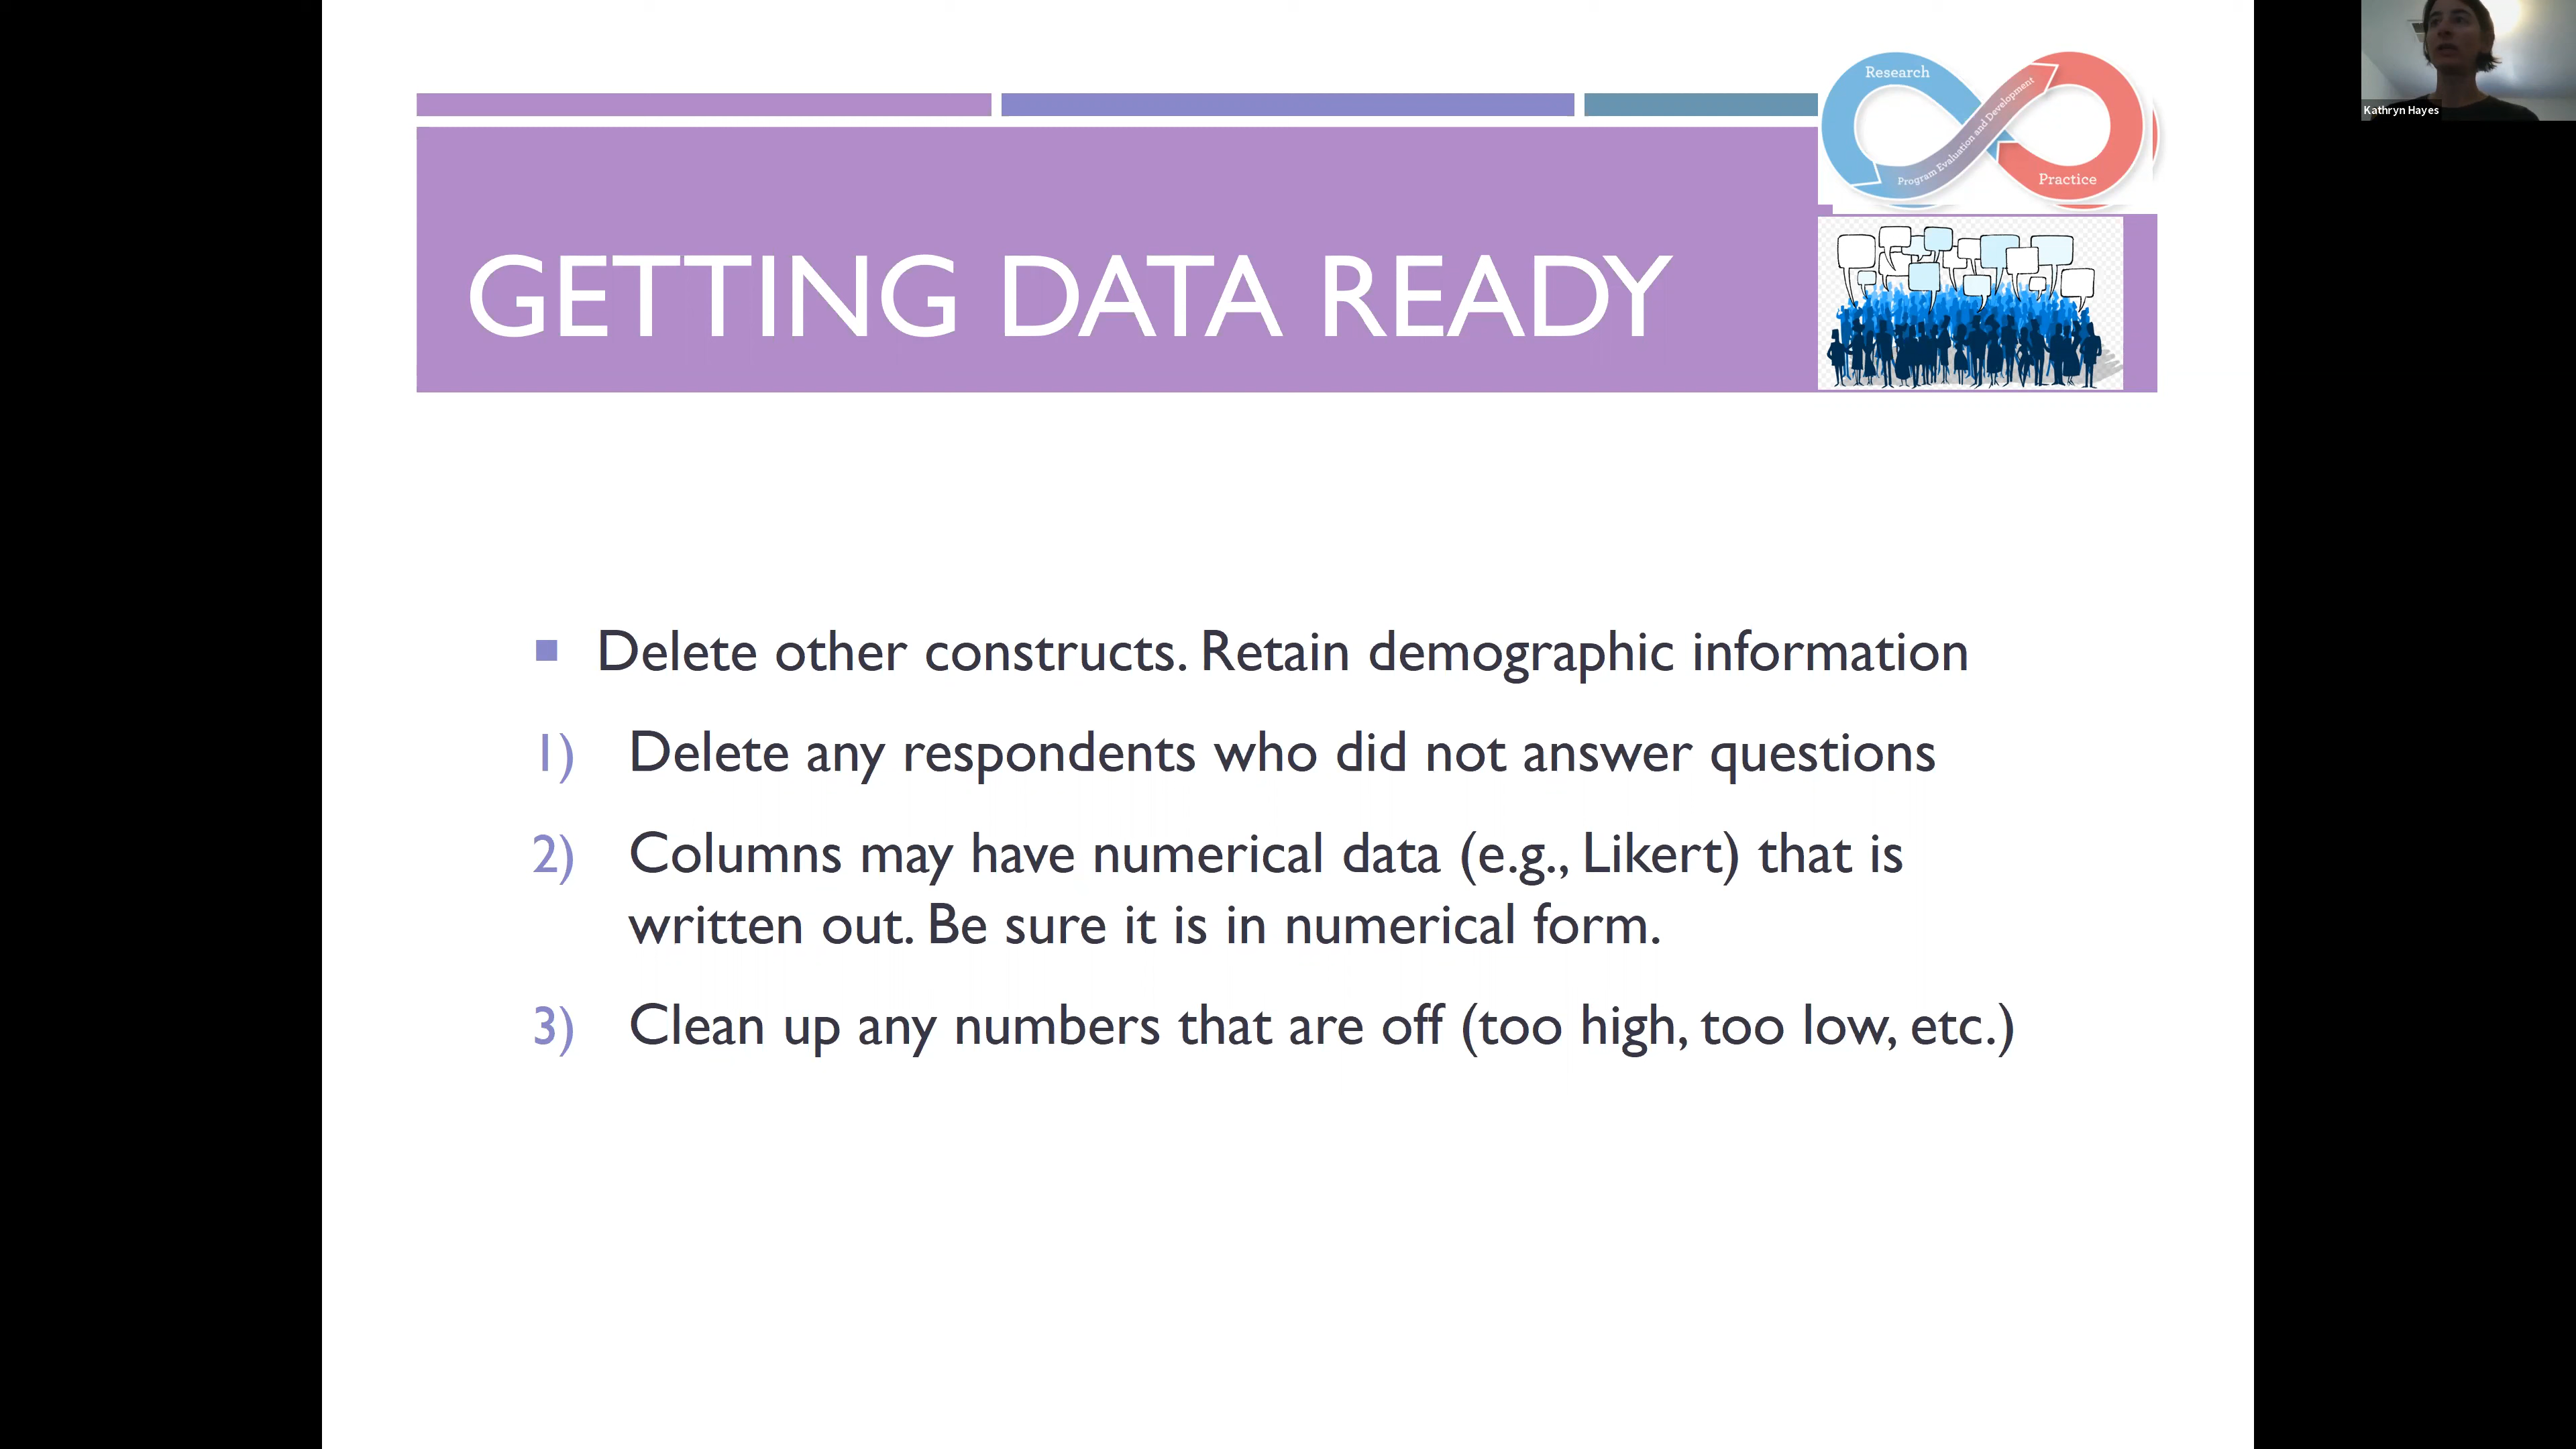 Research
Program Evaluation and Development
Practice
Kathryn Hayes
GETTING DATA READY
Delete other constructs. Retain demographic information
1) Delete any respondents who did not answer questions
2) Columns may have numerical data (e.g., Likert) that is
written out. Be sure it is in numerical form.
3) Clean up any numbers that are off (too high, too low, etc.)